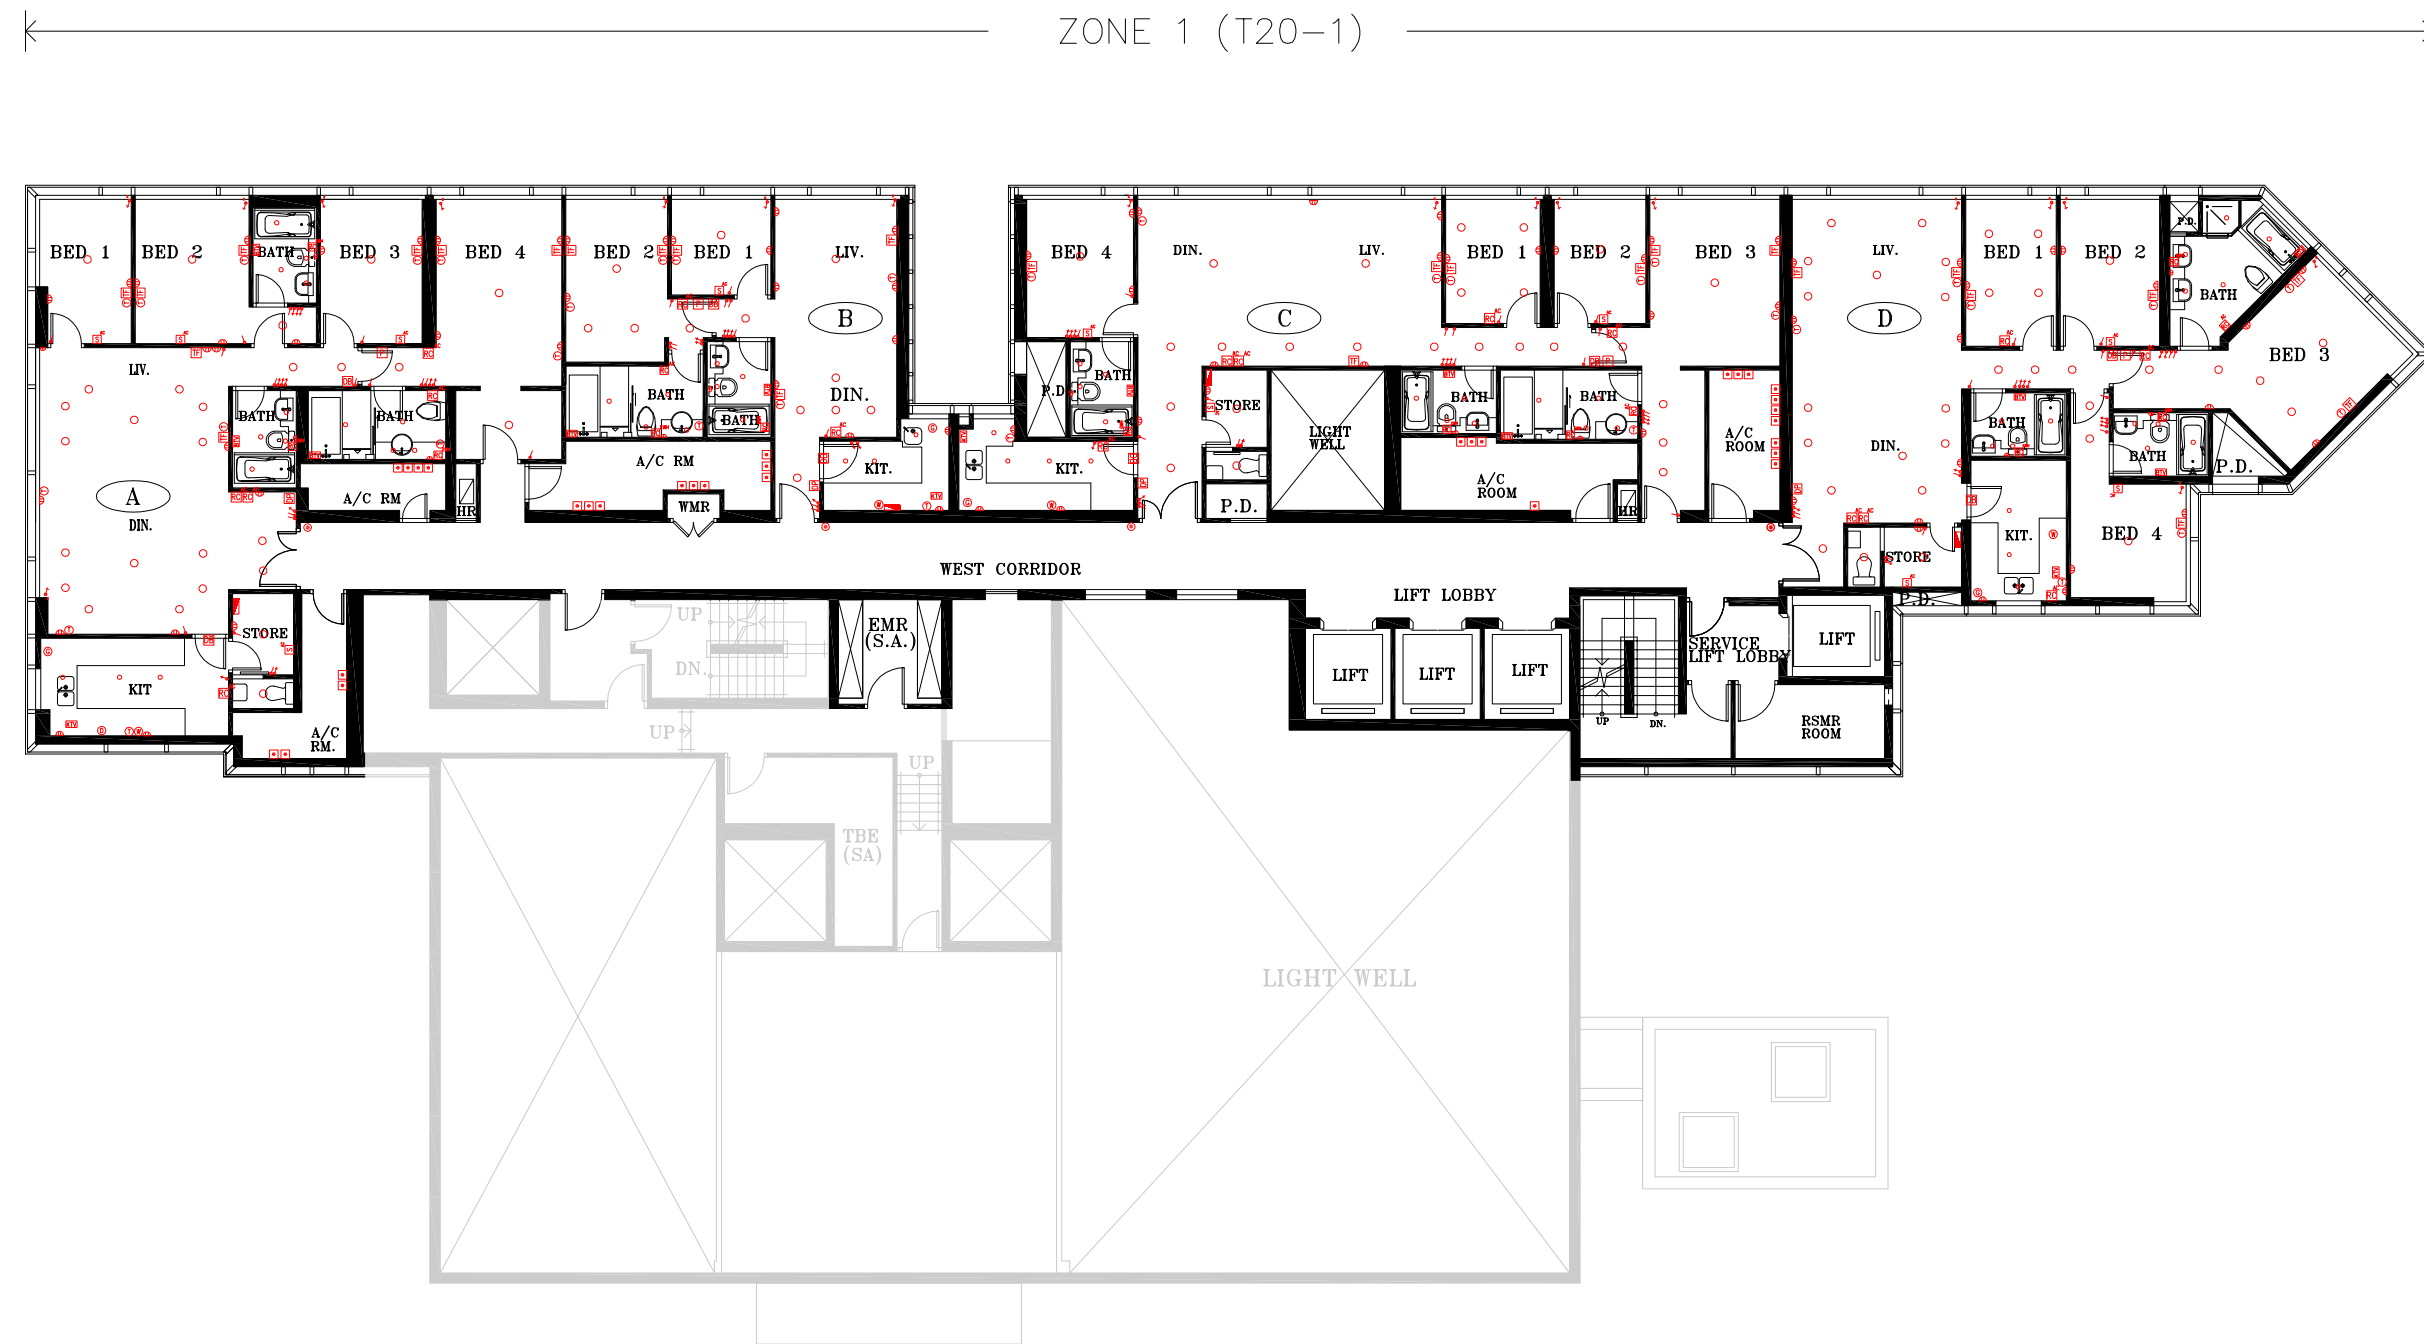 ZONE 1 (T20-1)
BED 1
BED 2
BATH
BED 3
BED 4
BED 2
BED 1
LIV.
B
BED 4
DIN.
LIV.
C
BED 1
BED 2
BED 3
LIV.
D
BED 1
BED 2
P.D.
BATH
BED 3
LIV.
BATH
BATH
BATH
BATH
DIN.
P.D.
BATH
STORE
LIGHT
WELL
BATH
BATH
A/C
ROOM
DIN.
BATH
BATH
P.D.
A
DIN.
A/C RM
HR
A/C RM
WMR
KIT.
KIT.
P.D.
A/C
ROOM
HR
KIT.
STORE
P.D.
BED 4
WEST CORRIDOR
LIFT LOBBY
STORE
KIT
A/C
RM.
UP
DN.
UP
EMR
(S.A.)
LIFT
LIFT
LIFT
UP
DN.
SERVICE
LIFT LOBBY
LIFT
RSMR
ROOM
UP
TBE
(SA)
LIGHT WELL